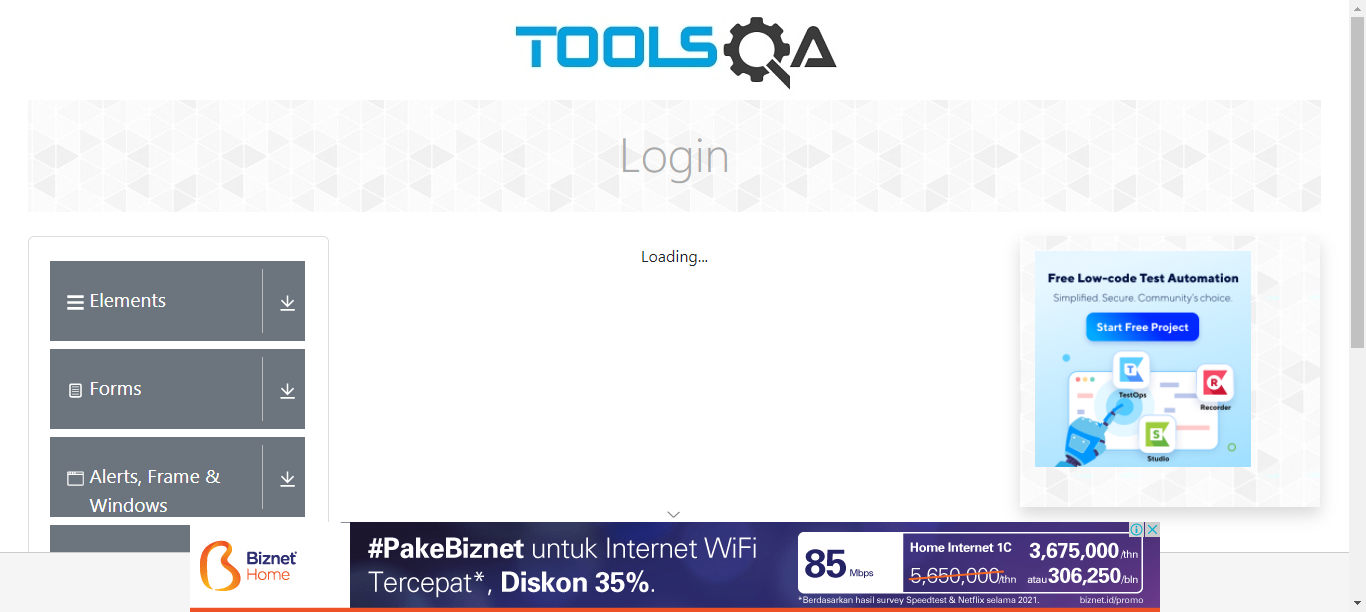 TOOLSQA
Login
Elements
Forms
Alerts, Frame &
Windows
Loading...
Free Low-code Test Automation
Simplified. Secure. Community's choice.
Start Free Project
T
TestOps
R
Recorder
S
Studio
Biznet
Home
#PakeBiznet untuk Internet WiFi
Tercepat*, Diskon 35%.
85 Mbps
Home Internet 1C
5,650,000/thn
3,675,000/thn
atau 306,250/bln
*Berdasarkan hasil survey Speedtest & Netflix selama 2021.
biznet.id/promo